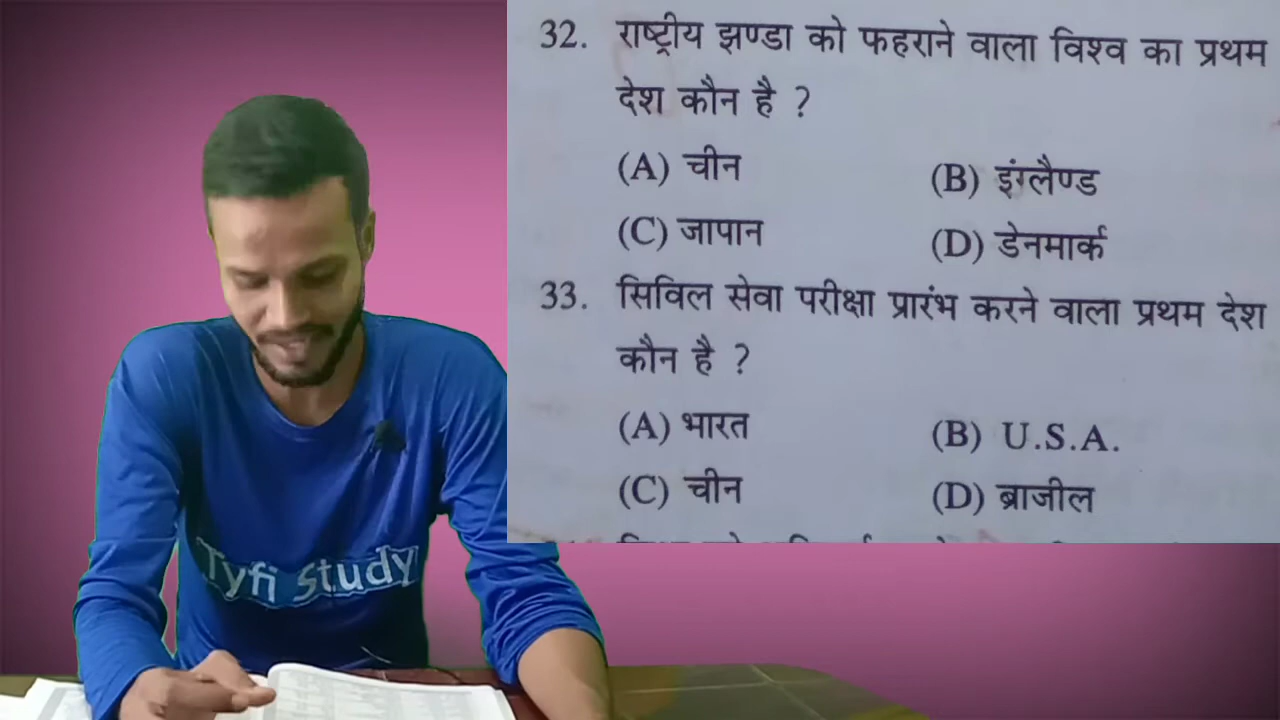 32. राष्ट्रीय झण्डा को फहराने वाला विश्व का प्रथम
देश कौन है ?
(A) चीन (B) इंग्लैण्ड
(C) जापान (D) डेनमार्क
33. सिविल सेवा परीक्षा प्रारंभ करने वाला प्रथम देश
कौन है ?
(A) भारत (B) U.S.A.
(C) चीन (D) ब्राजील
Tyfi Study